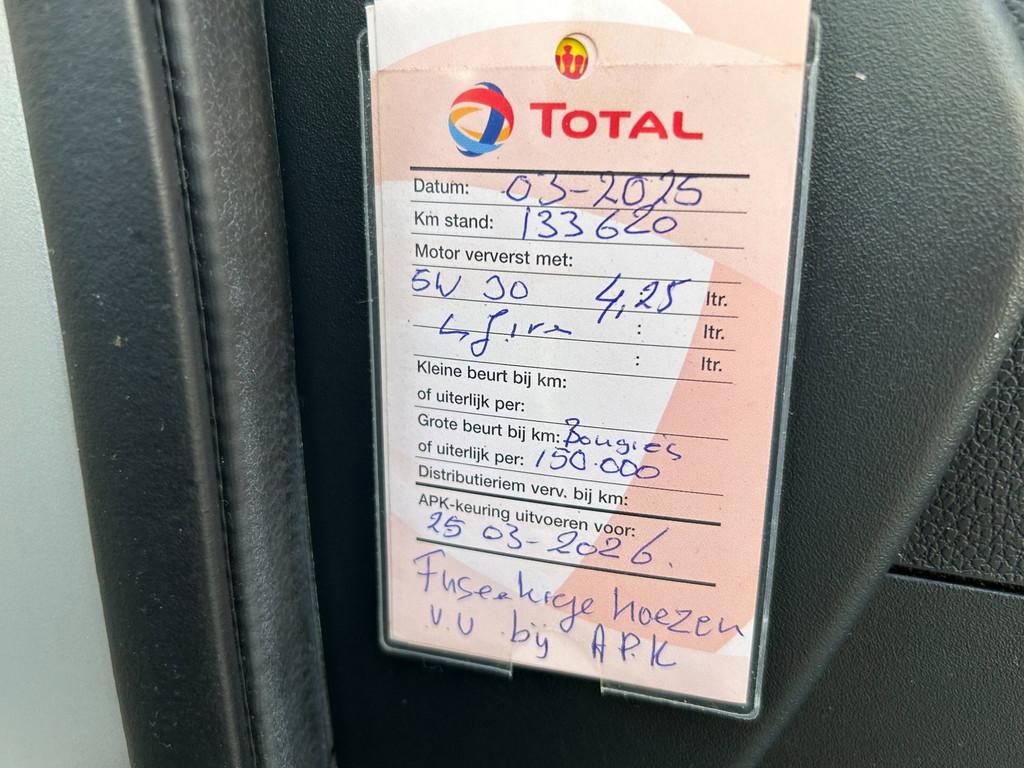 TOTAL
Datum: 03-2025
Km stand: 133620
Motor ververst met:
5W 30 4,25 ltr.
: ltr.
: ltr.
Kleine beurt bij km:
of uiterlijk per:
Grote beurt bij km: Bougies
of uiterlijk per: 150.000
Distributieriem verv. bij km:
APK-keuring uitvoeren voor:
25 03-2026.
Fuseekrge hoezen
v.v bij APK